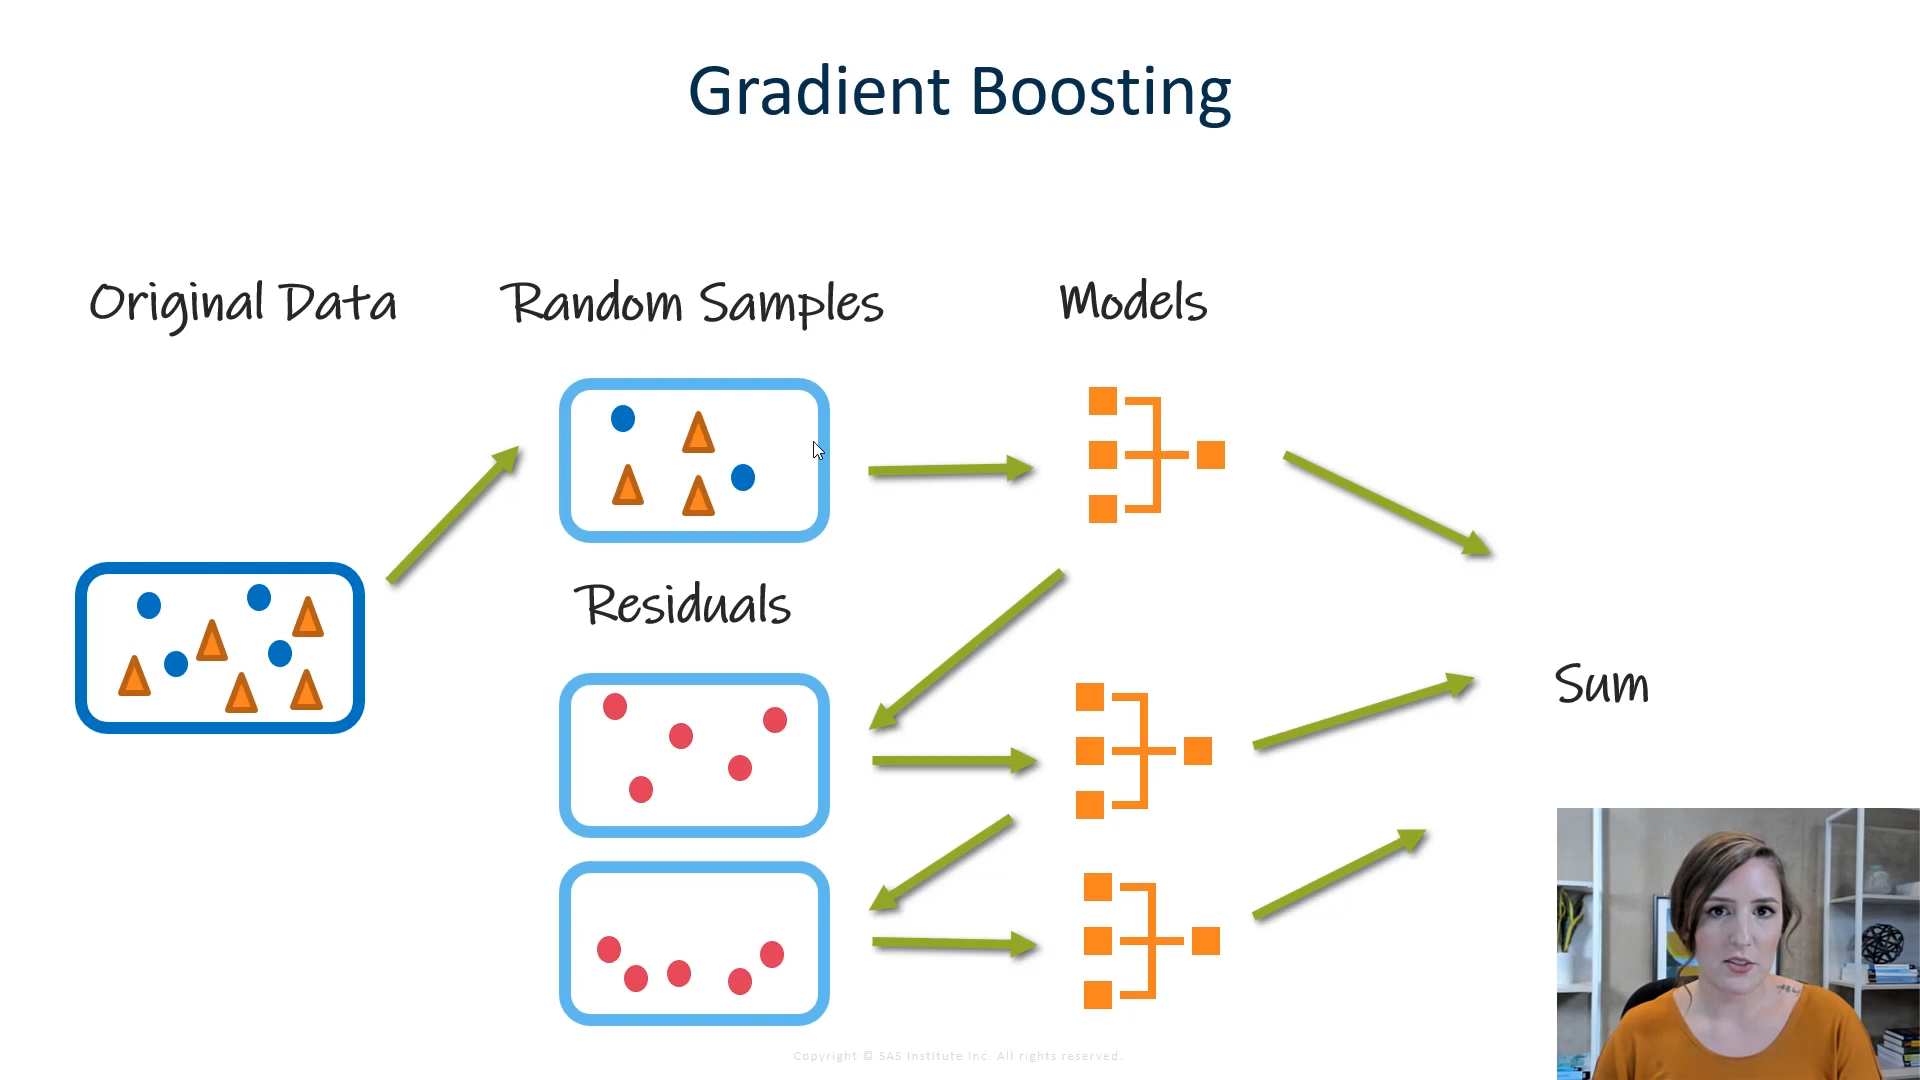 Gradient Boosting
Original Data
Random Samples
Models
Residuals
Sum
Copyright © SAS Institute Inc. All rights reserved.